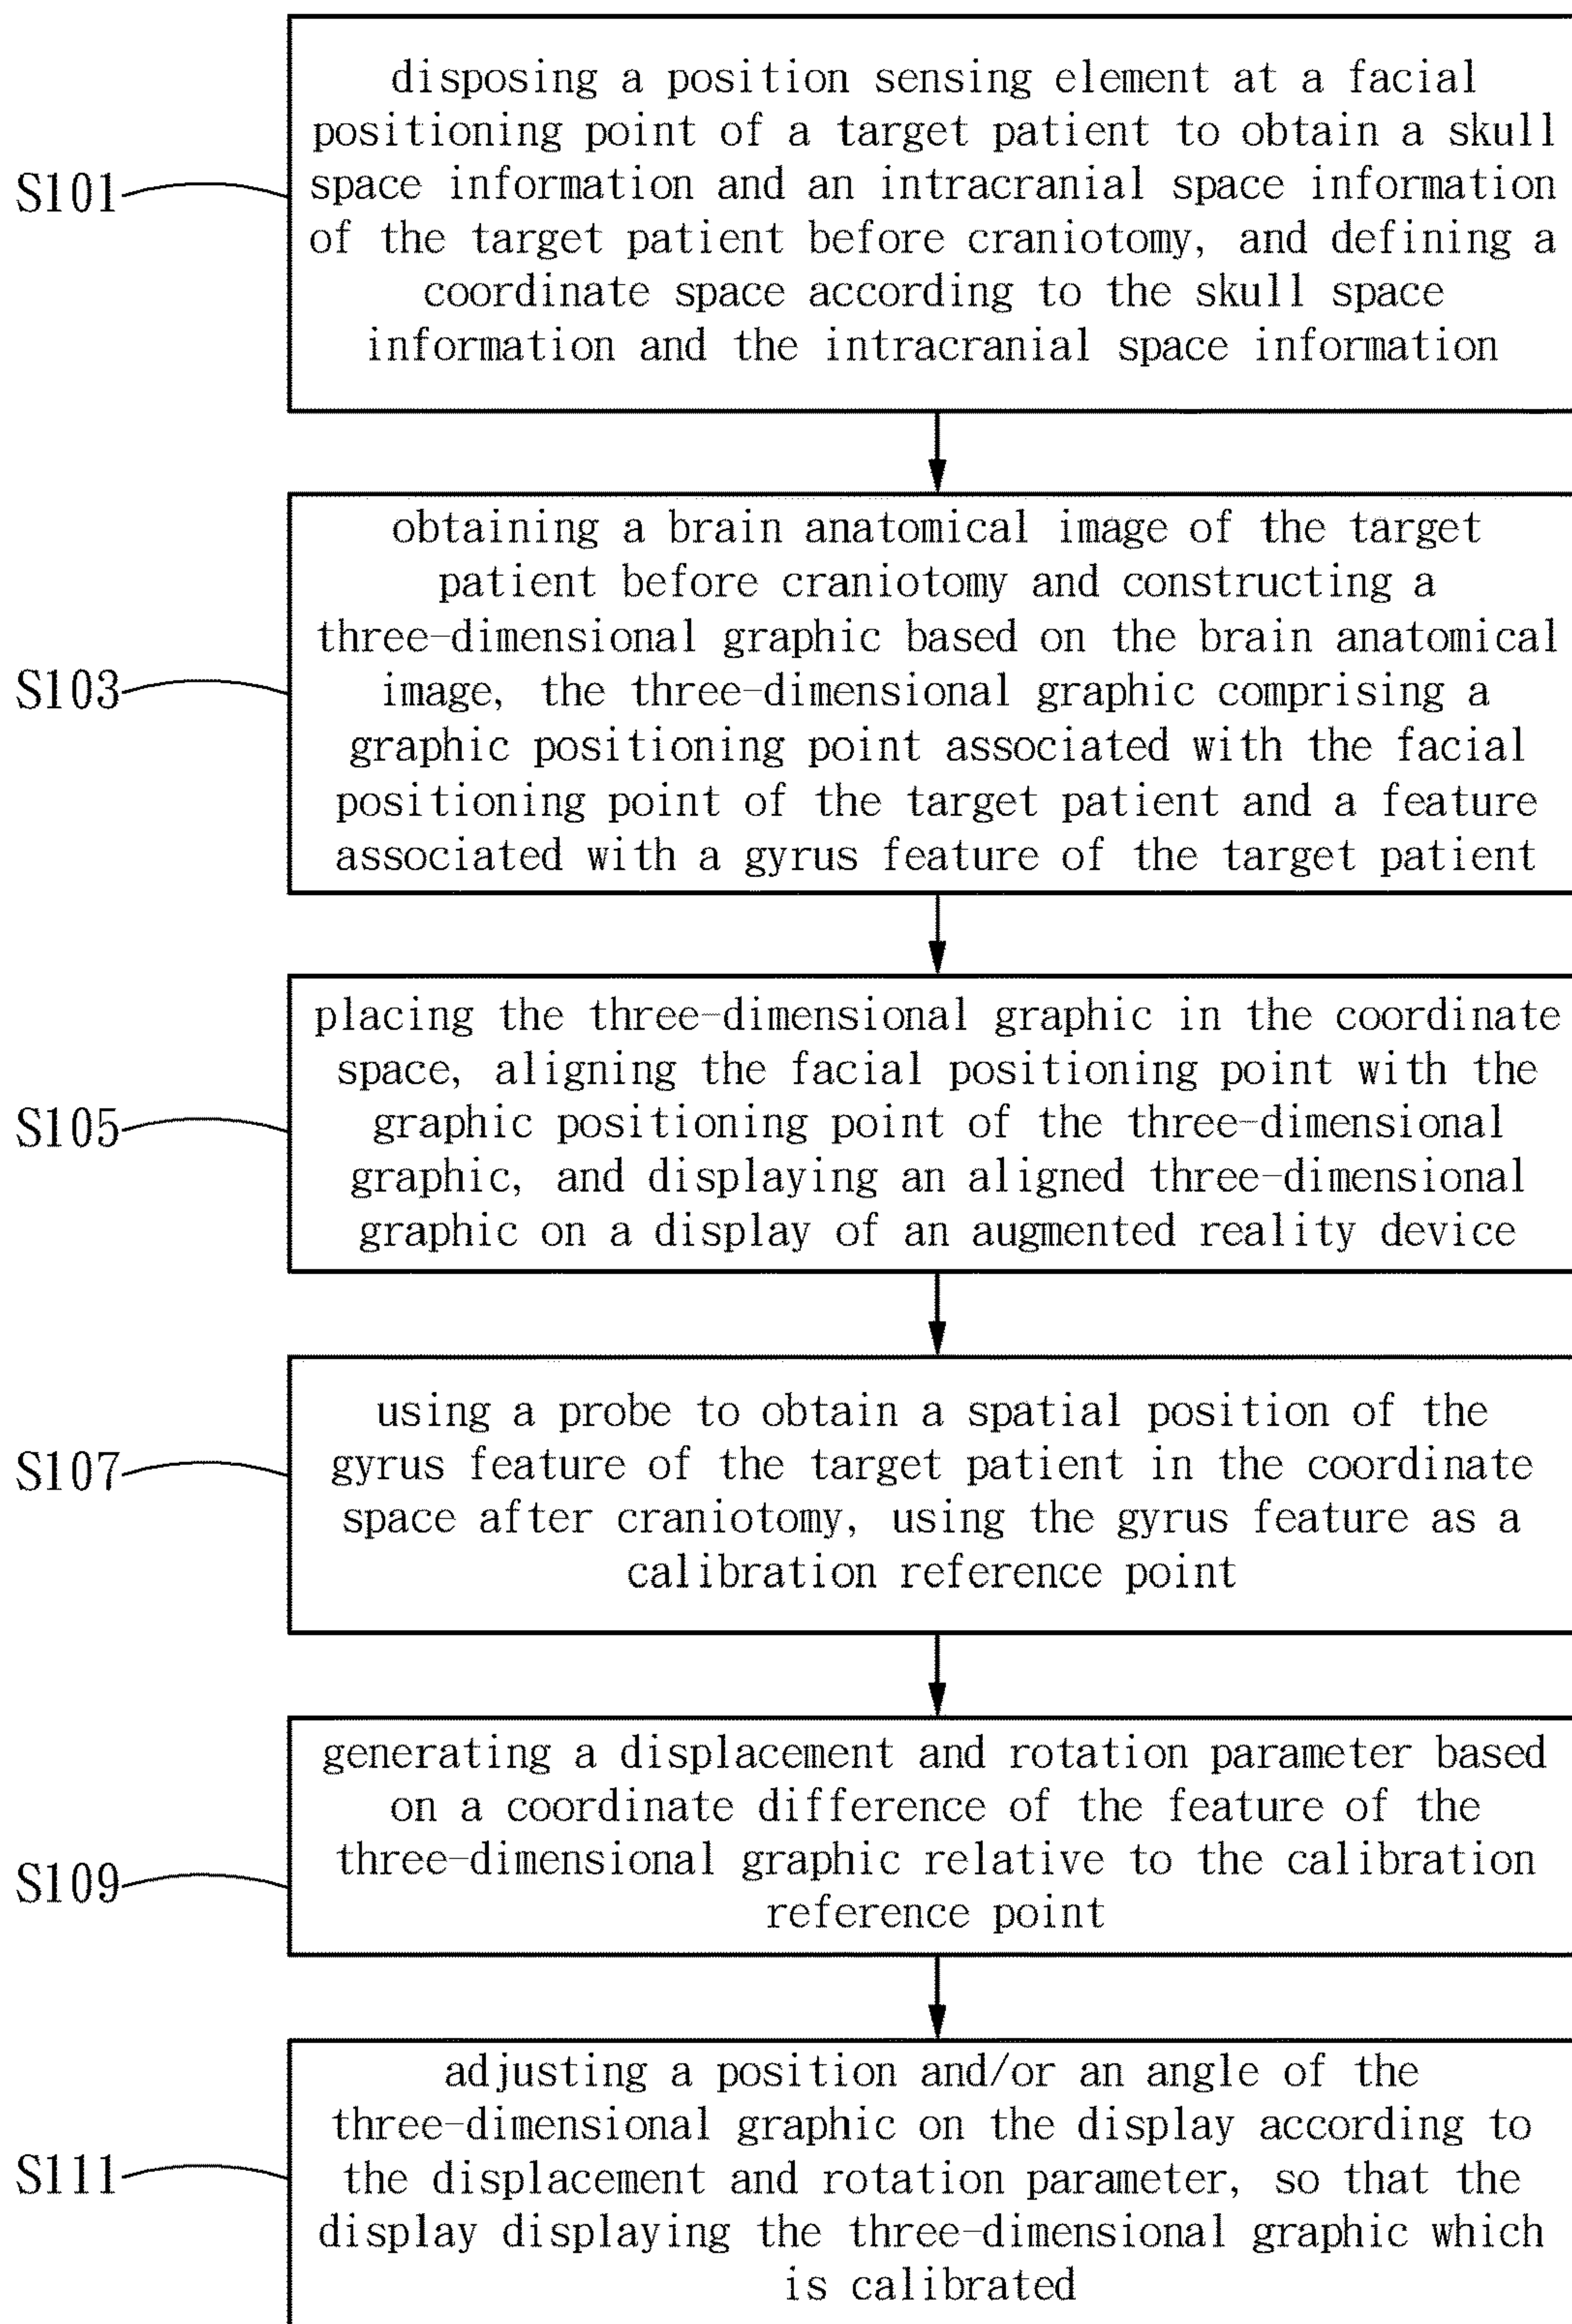 disposing a position sensing element at a facial
positioning point of a target patient to obtain a skull
S101
space information and an intracranial space information
of the target patient before craniotomy, and defining a
coordinate space according to the skull space
information and the intracranial space information
obtaining a brain anatomical image of the target
patient before craniotomy and constructing a
three-dimensional graphic based on the brain anatomical
S103
image, the three-dimensional graphic comprising a
graphic positioning point associated with the facial
positioning point of the target patient and a feature
associated with a gyrus feature of the target patient
placing the three-dimensional graphic in the coordinate
space, aligning the facial positioning point with the
S105
graphic positioning point of the three-dimensional
graphic, and displaying an aligned three-dimensional
graphic on a display of an augmented reality device
using a probe to obtain a spatial position of the
S107
gyrus feature of the target patient in the coordinate
space after craniotomy, using the gyrus feature as a
calibration reference point
generating a displacement and rotation parameter based
on a coordinate difference of the feature of the
S109
three-dimensional graphic relative to the calibration
reference point
adjusting a position and/or an angle of the
three-dimensional graphic on the display according to
S111
the displacement and rotation parameter, so that the
display displaying the three-dimensional graphic which
is calibrated